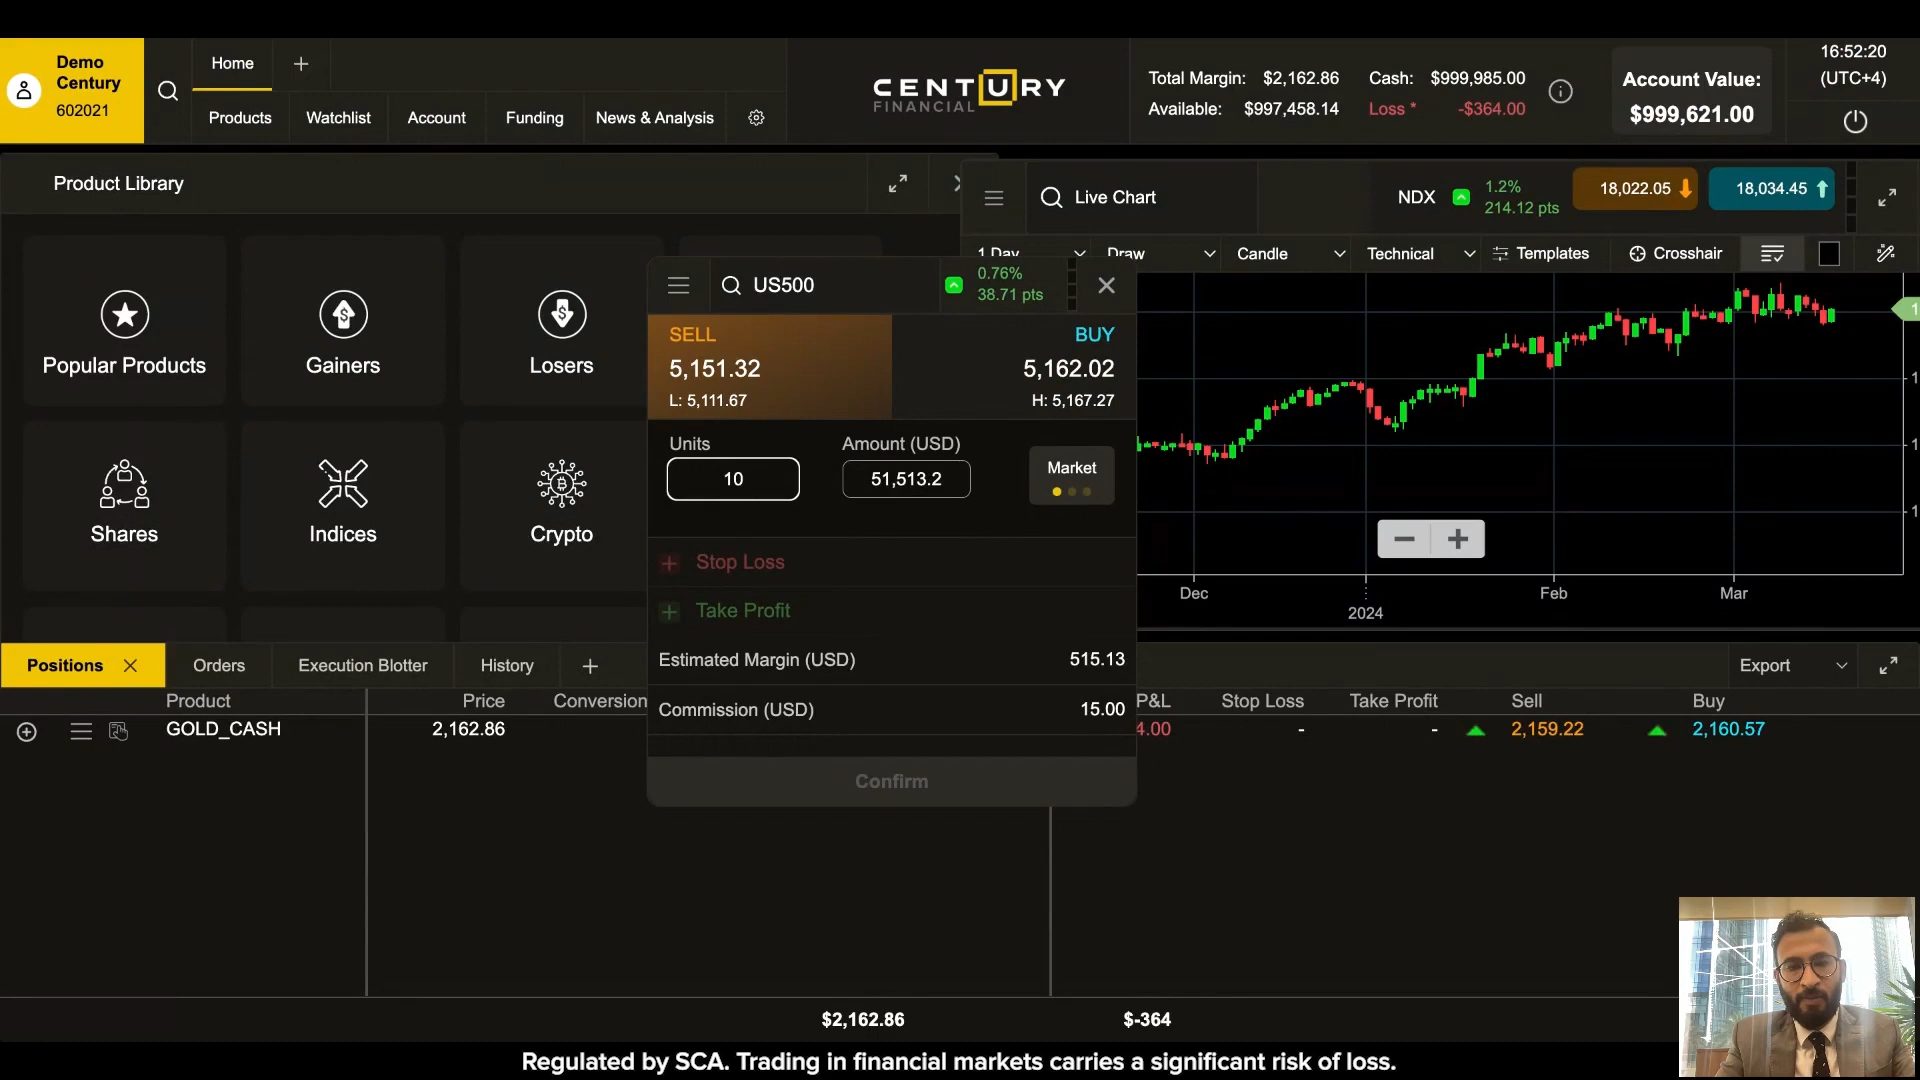 Demo
Century
602021
Home
Products
Watchlist
Account
Funding
News & Analysis
CENTURY
FINANCIAL
Total Margin: $2,162.86
Cash: $999,985.00
Available: $997,458.14
Loss * -$364.00
Account Value:
$999,621.00
16:52:20
(UTC+4)
Product Library
Popular Products
Gainers
Losers
Shares
Indices
Crypto
Live Chart
NDX
1.2%
214.12 pts
18,022.05
18,034.45
1 Day
Draw
Candle
Technical
Templates
Crosshair
Dec
2024
Feb
Mar
US500
0.76%
38.71 pts
SELL
5,151.32
L: 5,111.67
BUY
5,162.02
H: 5,167.27
Units
10
Amount (USD)
51,513.2
Market
Stop Loss
Take Profit
Estimated Margin (USD) 515.13
Commission (USD) 15.00
Confirm
Positions
Orders
Execution Blotter
History
Export
Product Price Conversion P&L Stop Loss Take Profit Sell Buy
GOLD_CASH 2,162.86 4.00 - - 2,159.22 2,160.57
$2,162.86 $-364
Regulated by SCA. Trading in financial markets carries a significant risk of loss.